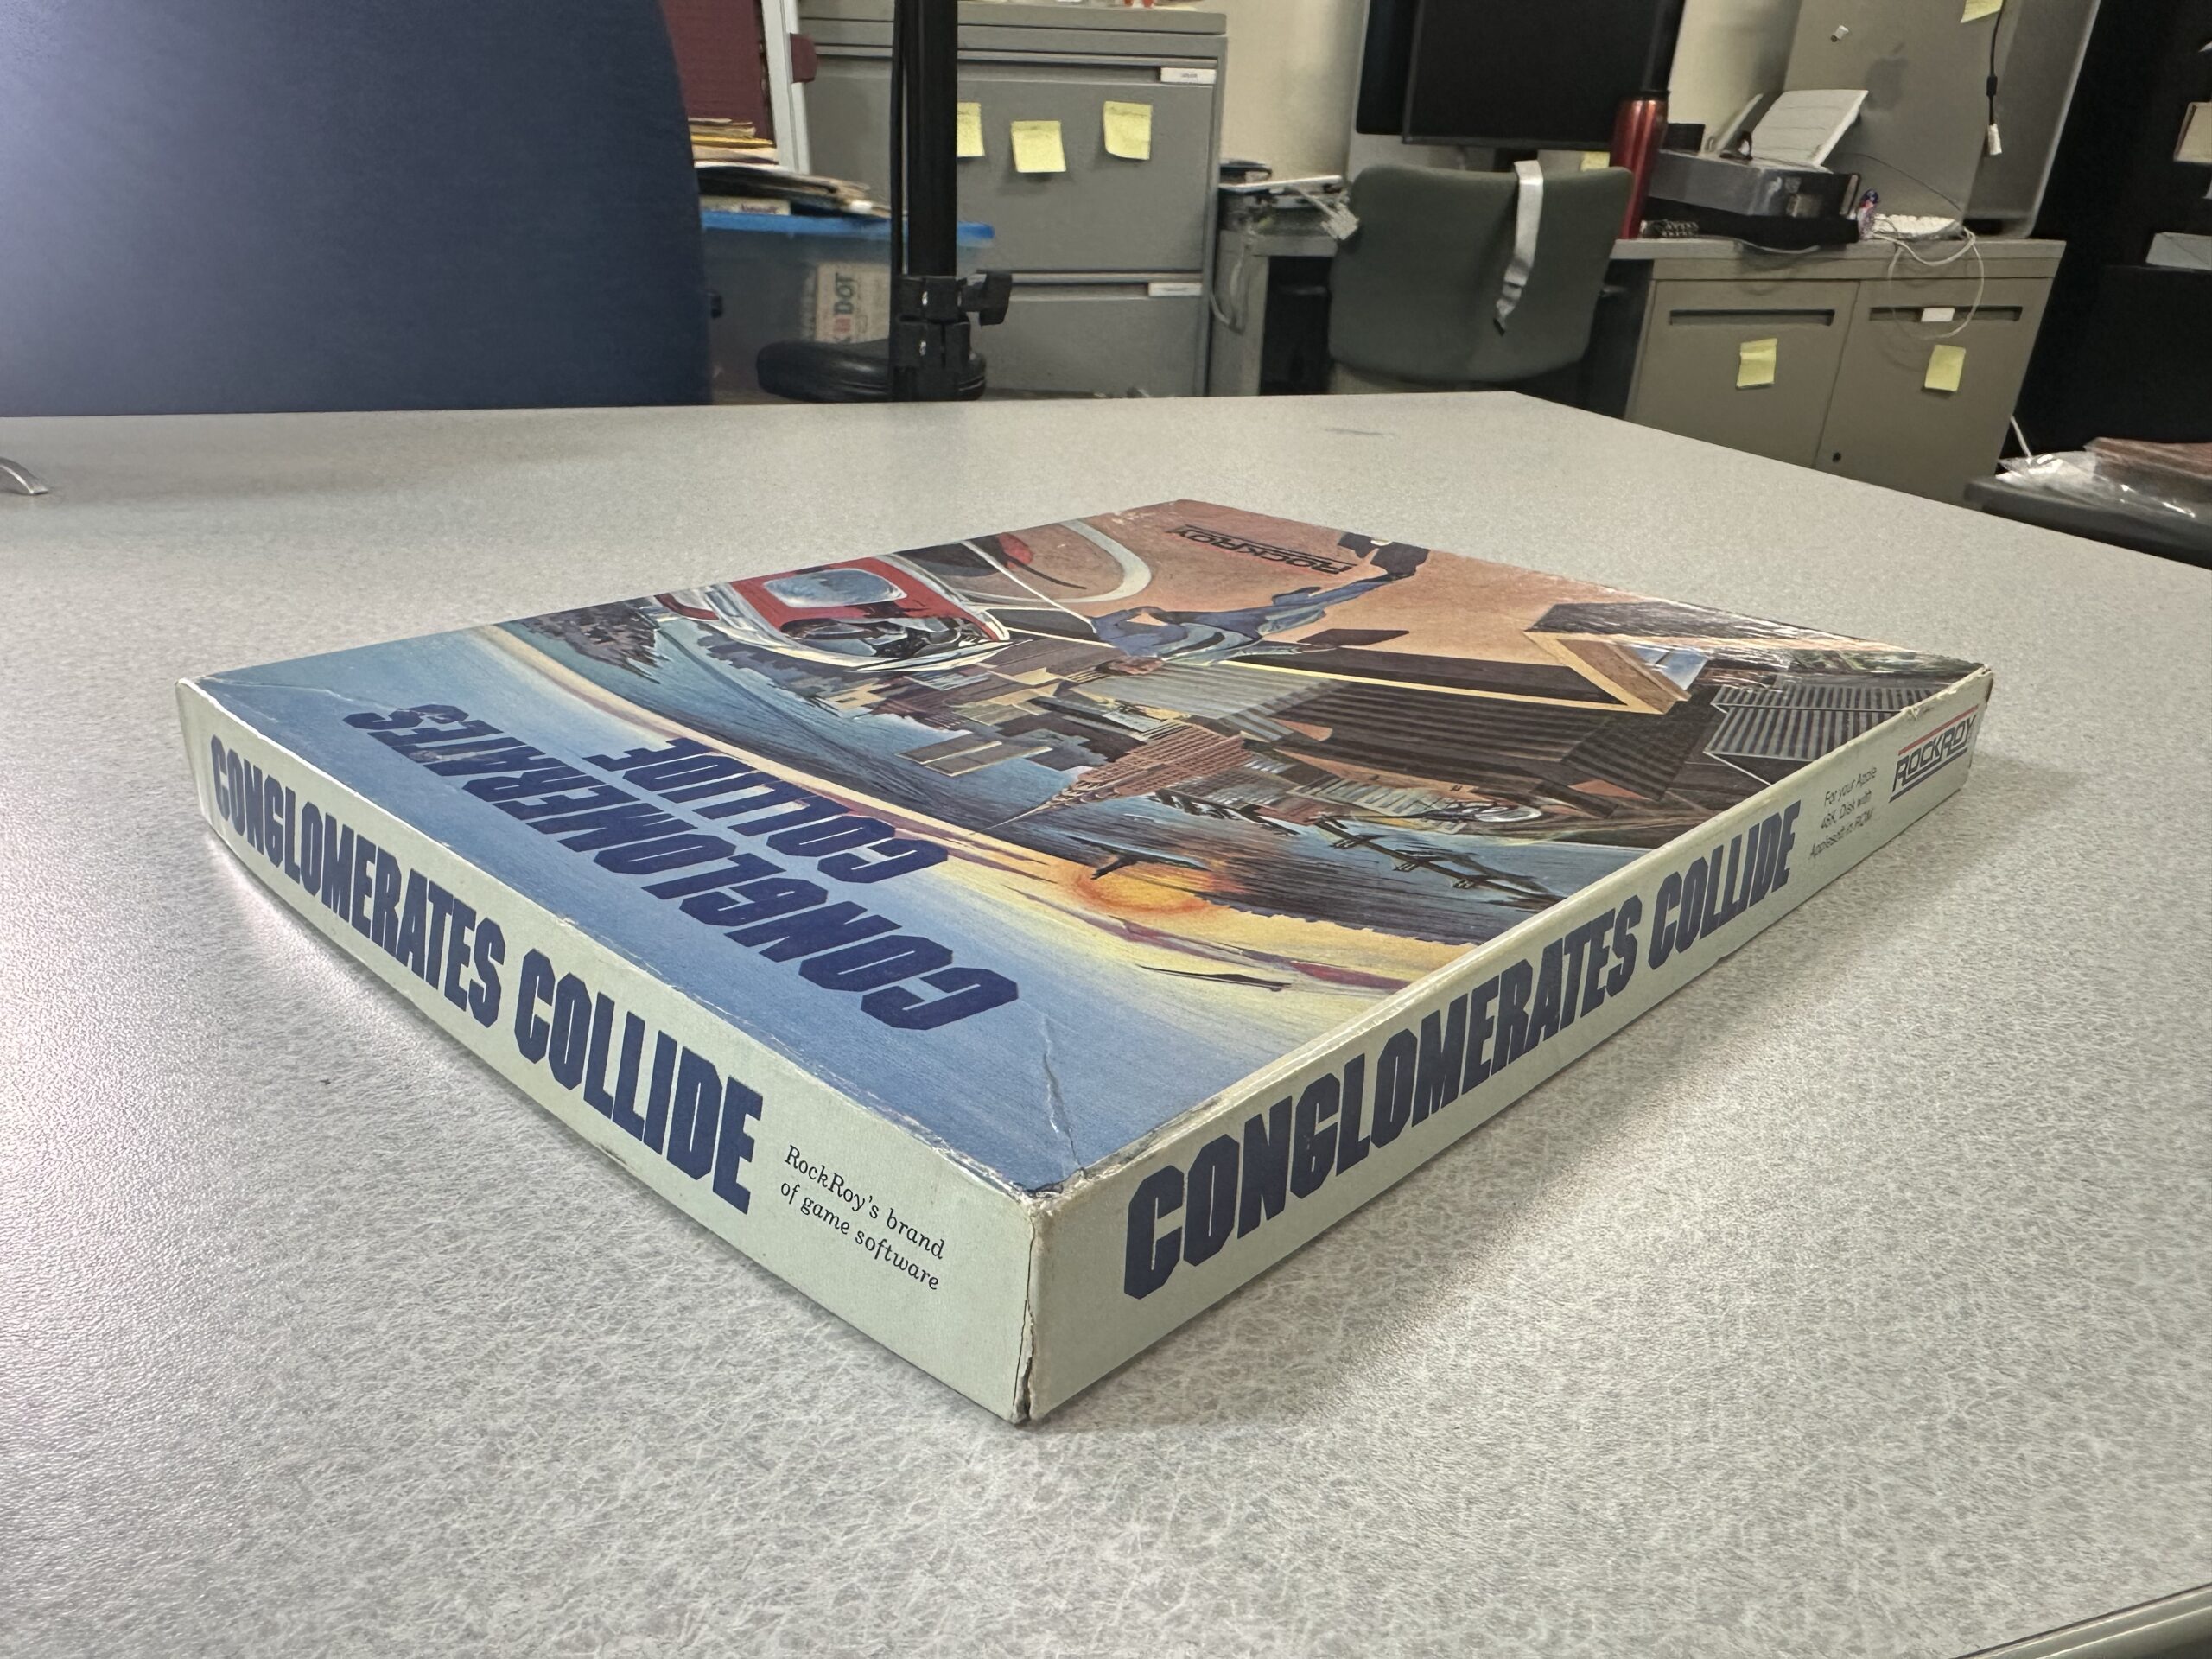 ROCKROY
CONGLOMERATES
COLLIDE
CONGLOMERATES COLLIDE
RockRoy's brand
of game software
CONGLOMERATES COLLIDE
For your Apple
48K, Disk with
Applesoft in ROM
ROCKROY
DOT